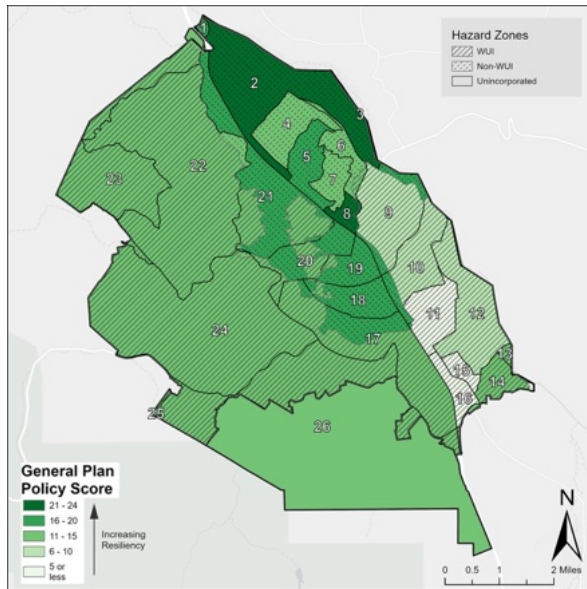 Hazard Zones
WUI
Non-WUI
Unincorporated
1
2
3
4
5
6
7
8
9
10
11
12
13
14
15
16
17
18
19
20
21
22
23
24
25
26
General Plan
Policy Score
21 - 24
16 - 20
11 - 15
6 - 10
5 or
less
Increasing
Resiliency
N
0 0.5 1 2 Miles